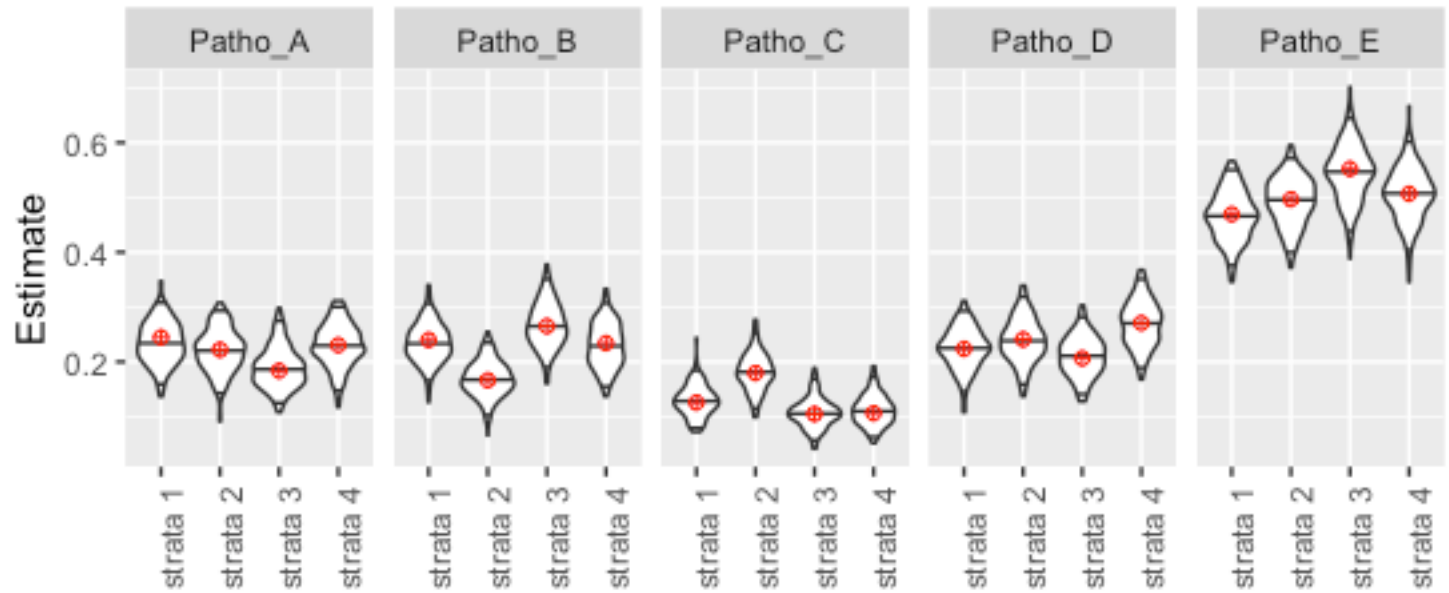 Patho_A Patho_B Patho_C Patho_D Patho_E
Estimate
0.6
0.4
0.2
strata 1
strata 2
strata 3
strata 4
strata 1
strata 2
strata 3
strata 4
strata 1
strata 2
strata 3
strata 4
strata 1
strata 2
strata 3
strata 4
strata 1
strata 2
strata 3
strata 4